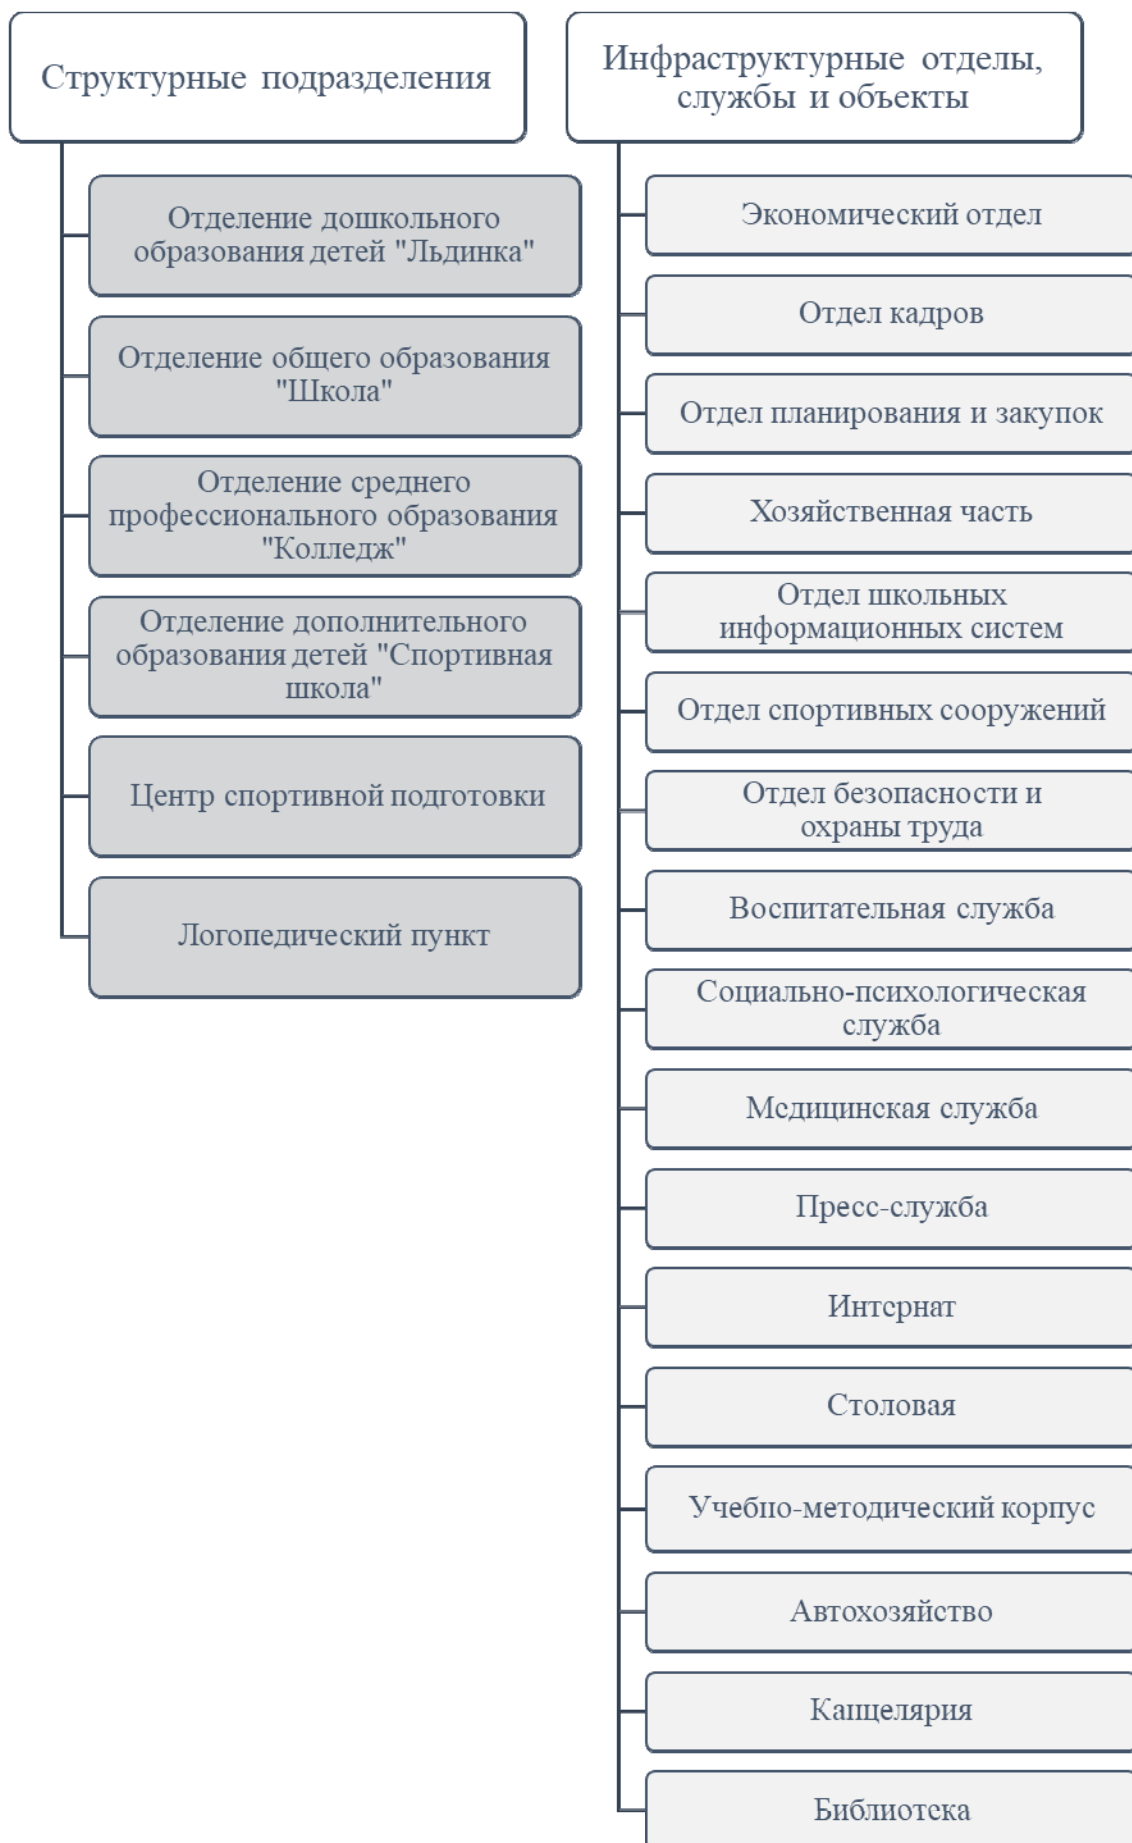 Структурные подразделения
Отделение дошкольного
образования детей "Льдинка"
Отделение общего образования
"Школа"
Отделение среднего
профессионального образования
"Колледж"
Отделение дополнительного
образования детей "Спортивная
школа"
Центр спортивной подготовки
Логопедический пункт
Инфраструктурные отделы,
службы и объекты
Экономический отдел
Отдел кадров
Отдел планирования и закупок
Хозяйственная часть
Отдел школьных
информационных систем
Отдел спортивных сооружений
Отдел безопасности и
охраны труда
Воспитательная служба
Социально-психологическая
служба
Медицинская служба
Пресс-служба
Интернат
Столовая
Учебно-методический корпус
Автохозяйство
Канцелярия
Библиотека